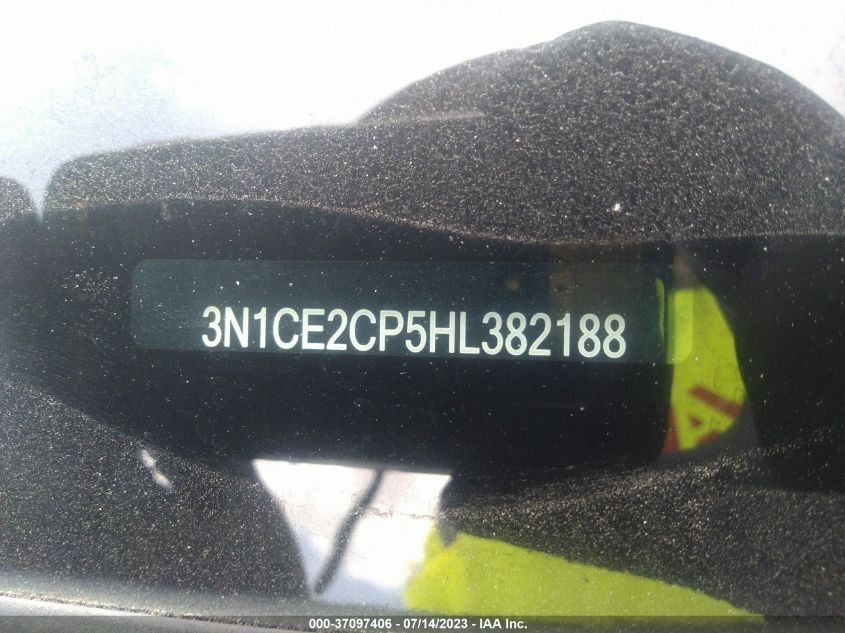 3N1CE2CP5HL382188
000-37097406 - 07/14/2023 - IAA Inc.